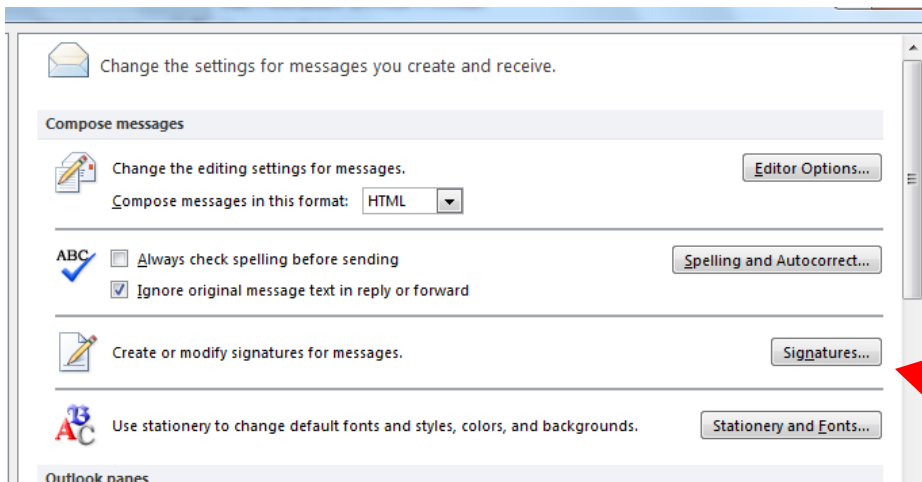 Change the settings for messages you create and receive.
Compose messages
Change the editing settings for messages.
Editor Options...
Compose messages in this format: HTML
ABC
Always check spelling before sending
Spelling and Autocorrect...
Ignore original message text in reply or forward
Create or modify signatures for messages.
Signatures...
ABC
Use stationery to change default fonts and styles, colors, and backgrounds.
Stationery and Fonts...
Outlook panes